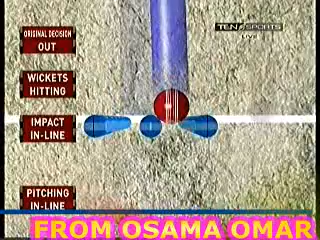 ORIGINAL DECISION
OUT
TEN SPORTS
LIVE
WICKETS
HITTING
IMPACT
IN-LINE
PITCHING
IN-LINE
FROM OSAMA OMAR